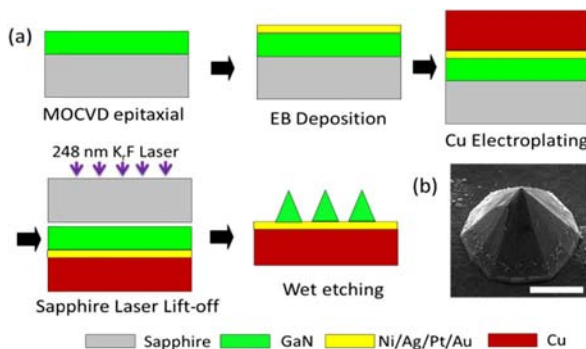 (a)
MOCVD epitaxial
EB Deposition
Cu Electroplating
248 nm KrF Laser
(b)
Sapphire Laser Lift-off
Wet etching
Sapphire
GaN
Ni/Ag/Pt/Au
Cu